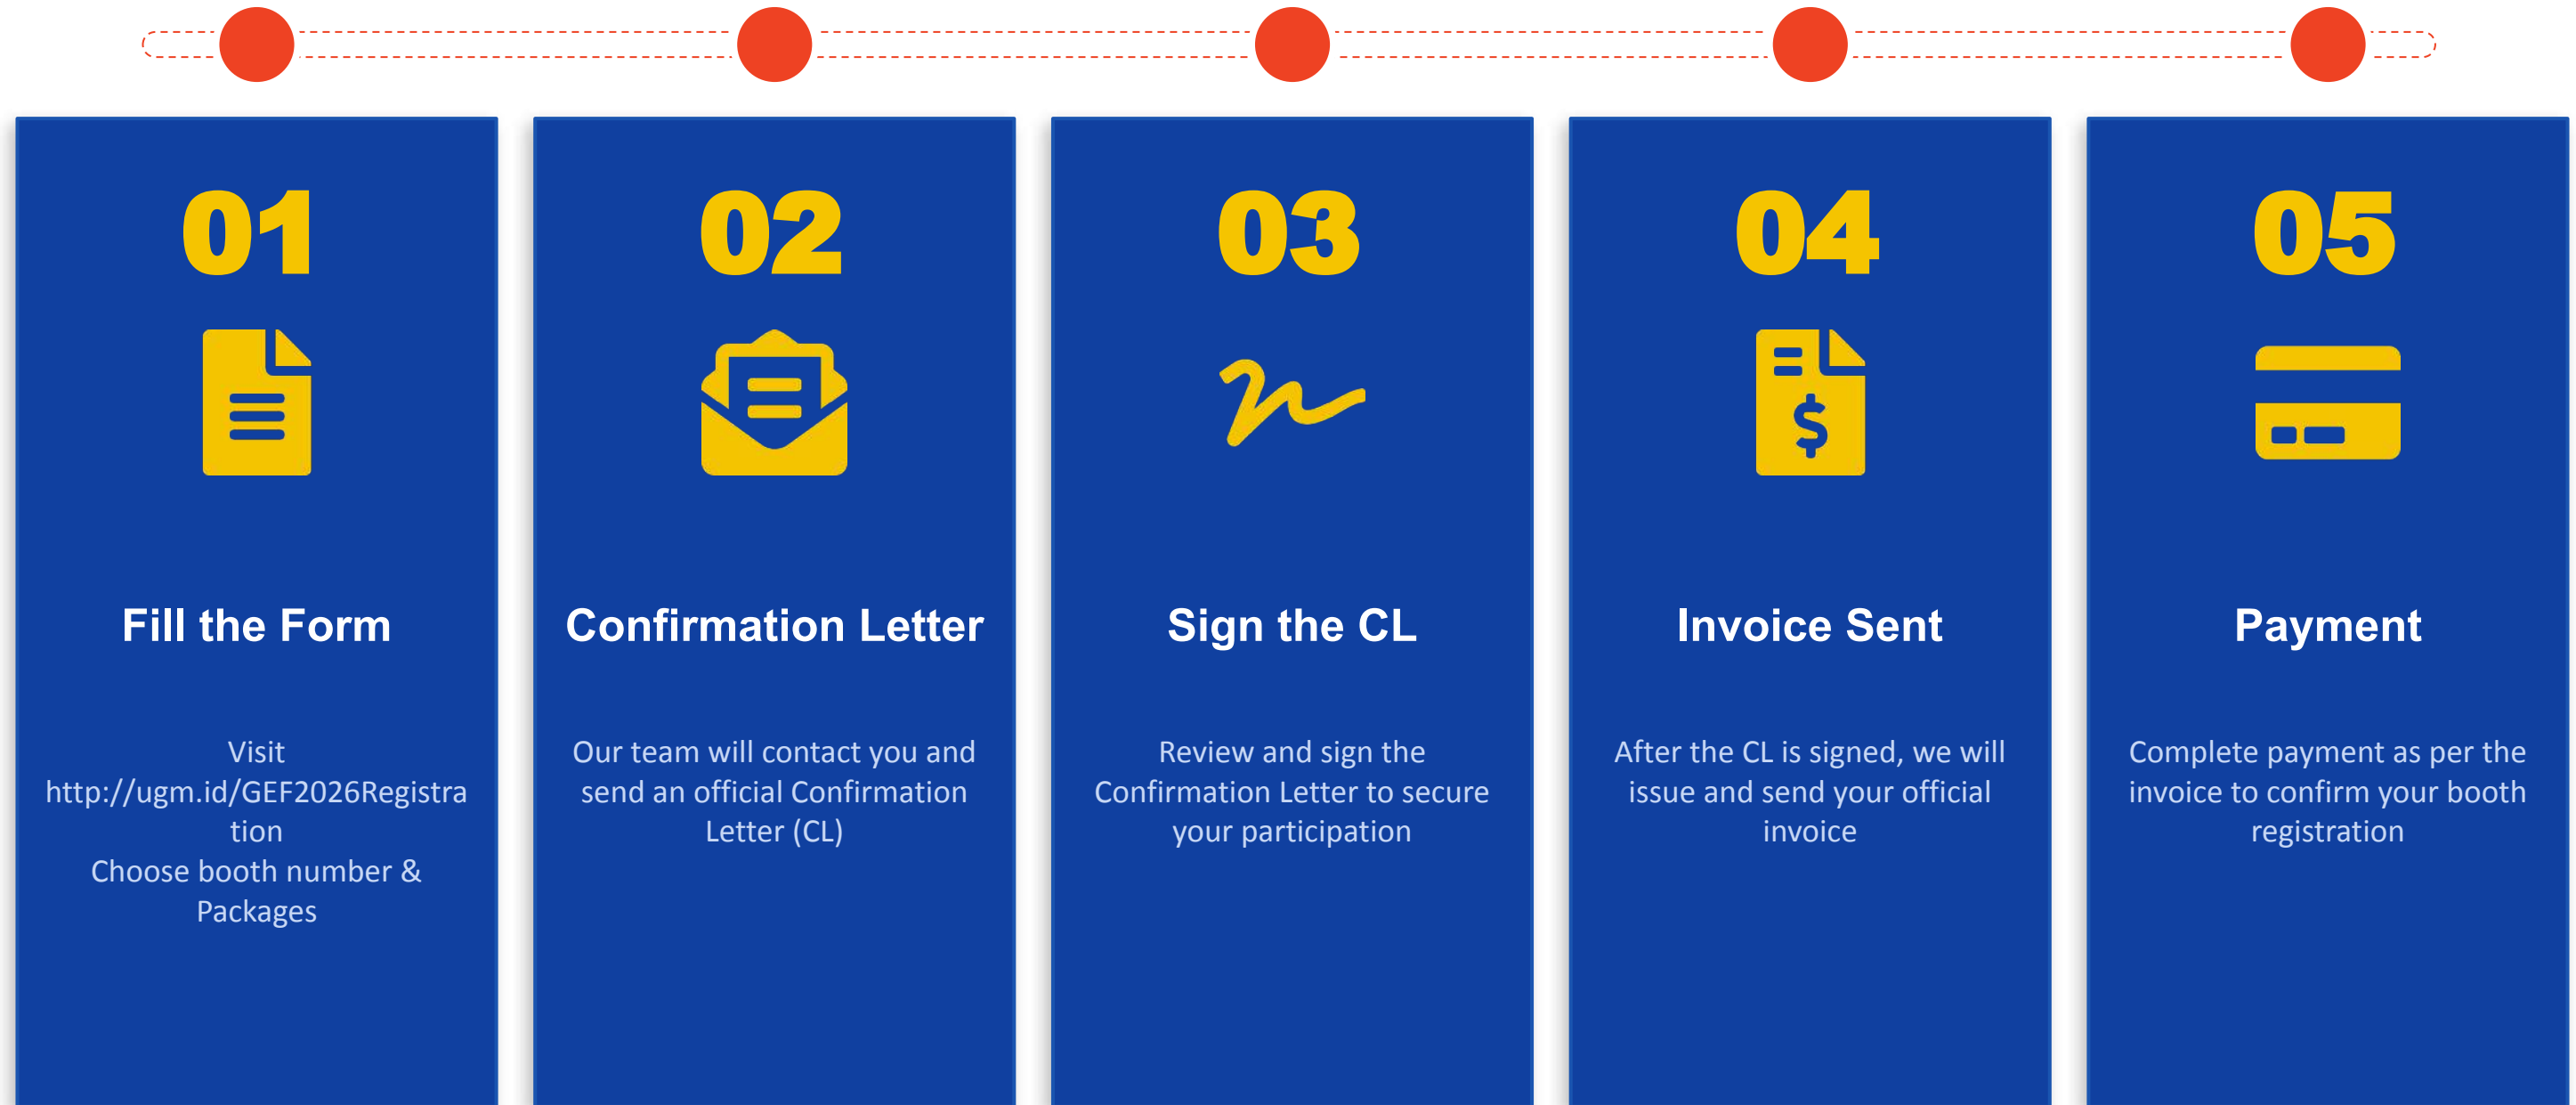 01
Fill the Form
Visit
http://ugm.id/GEF2026Registra
tion
Choose booth number &
Packages
02
Confirmation Letter
Our team will contact you and
send an official Confirmation
Letter (CL)
03
Sign the CL
Review and sign the
Confirmation Letter to secure
your participation
04
$
Invoice Sent
After the CL is signed, we will
issue and send your official
invoice
05
Payment
Complete payment as per the
invoice to confirm your booth
registration